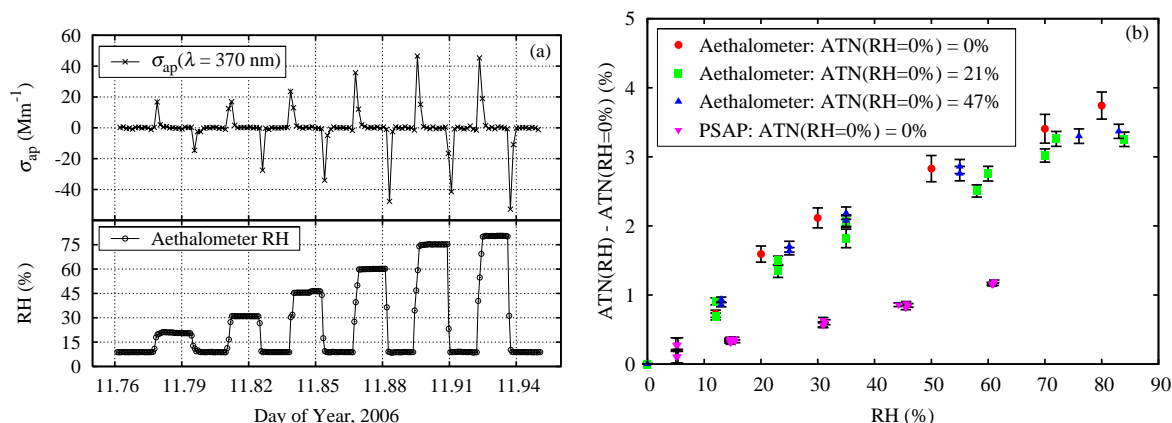 60
40
20
0
-20
-40
σap (Mm-1)
(a)
σap(λ = 370 nm)
75
60
45
30
15
0
RH (%)
Aethalometer RH
11.76 11.79 11.82 11.85 11.88 11.91 11.94
Day of Year, 2006
5
4
3
2
1
0
ATN(RH) - ATN(RH=0%) (%)
(b)
Aethalometer: ATN(RH=0%) = 0%
Aethalometer: ATN(RH=0%) = 21%
Aethalometer: ATN(RH=0%) = 47%
PSAP: ATN(RH=0%) = 0%
0 10 20 30 40 50 60 70 80 90
RH (%)